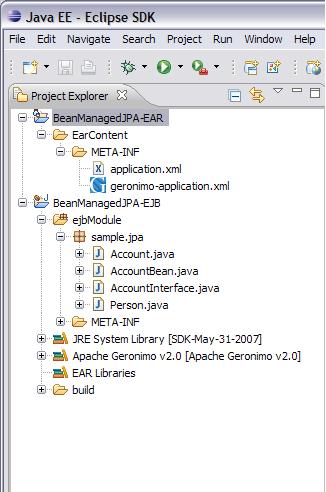 Java EE - Eclipse SDK
File Edit Navigate Search Project Run Window
Project Explorer
BeanManagedJPA-EAR
EarContent
META-INF
application.xml
geronimo-application.xml
BeanManagedJPA-EJB
ejbModule
sample.jpa
Account.java
AccountBean.java
AccountInterface.java
Person.java
META-INF
JRE System Library [SDK-May-31-2007]
Apache Geronimo v2.0 [Apache Geronimo v2.0]
EAR Libraries
build